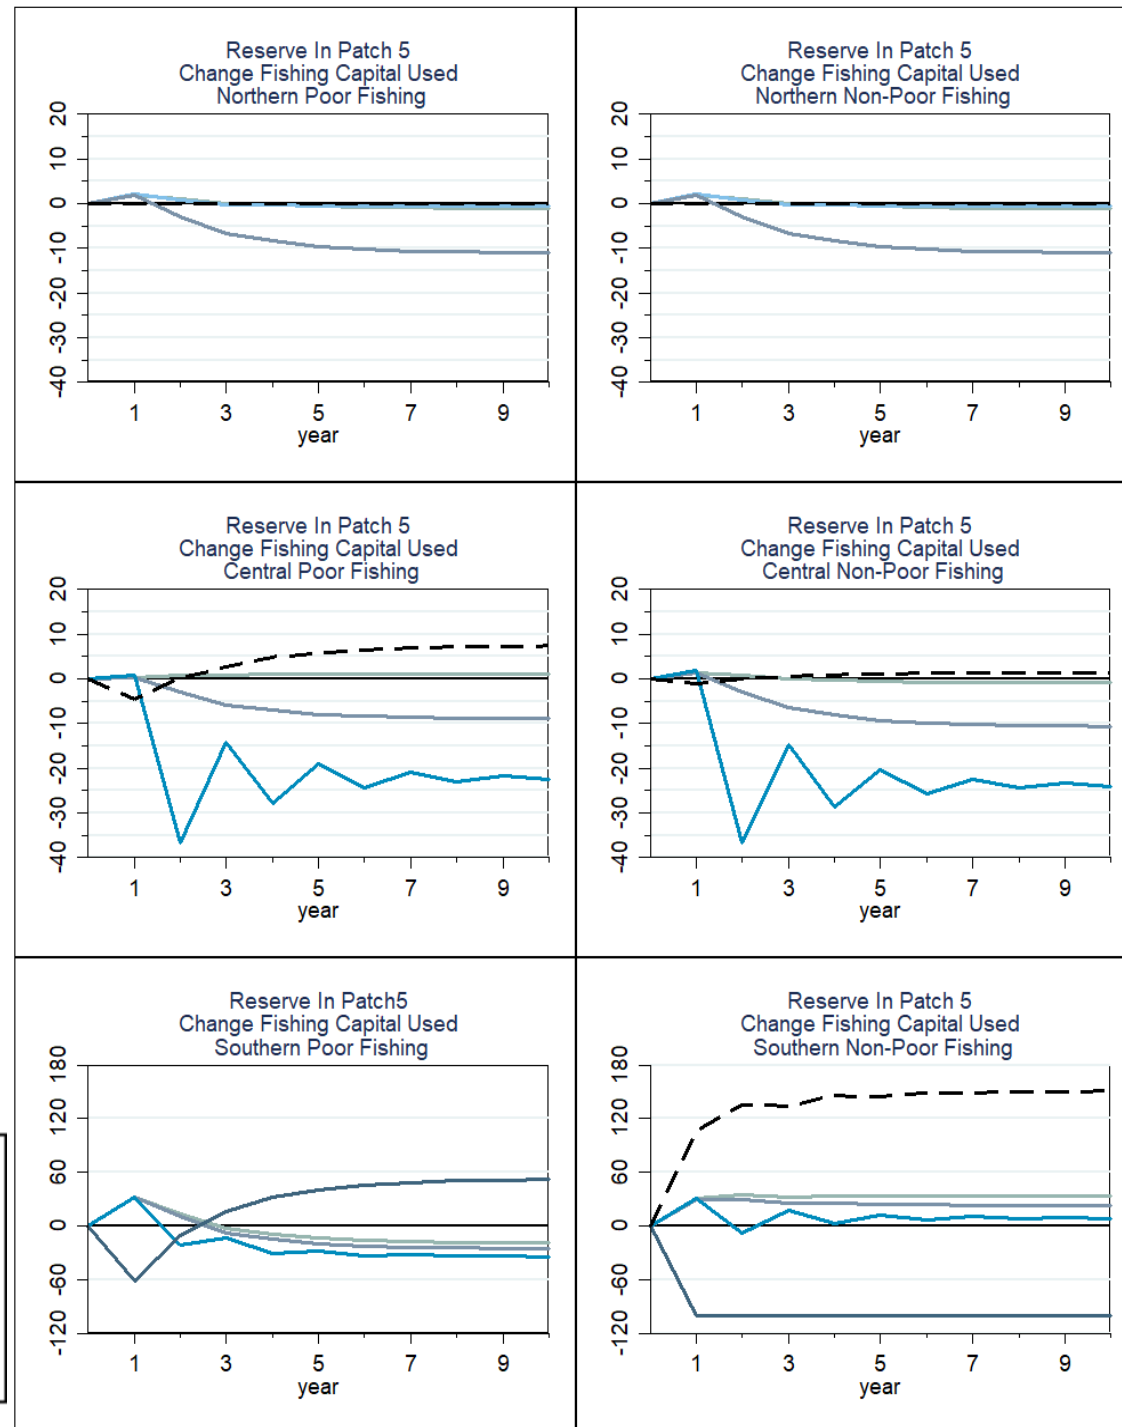 Reserve In Patch 5
Change Fishing Capital Used
Northern Poor Fishing
20
10
0
-10
-20
-30
-40
1 3 5 7 9
year
Reserve In Patch 5
Change Fishing Capital Used
Northern Non-Poor Fishing
20
10
0
-10
-20
-30
-40
1 3 5 7 9
year
Reserve In Patch 5
Change Fishing Capital Used
Central Poor Fishing
20
10
0
-10
-20
-30
-40
1 3 5 7 9
year
Reserve In Patch 5
Change Fishing Capital Used
Central Non-Poor Fishing
20
10
0
-10
-20
-30
-40
1 3 5 7 9
year
Reserve In Patch5
Change Fishing Capital Used
Southern Poor Fishing
180
120
60
0
-60
-120
1 3 5 7 9
year
Reserve In Patch 5
Change Fishing Capital Used
Southern Non-Poor Fishing
180
120
60
0
-60
-120
1 3 5 7 9
year